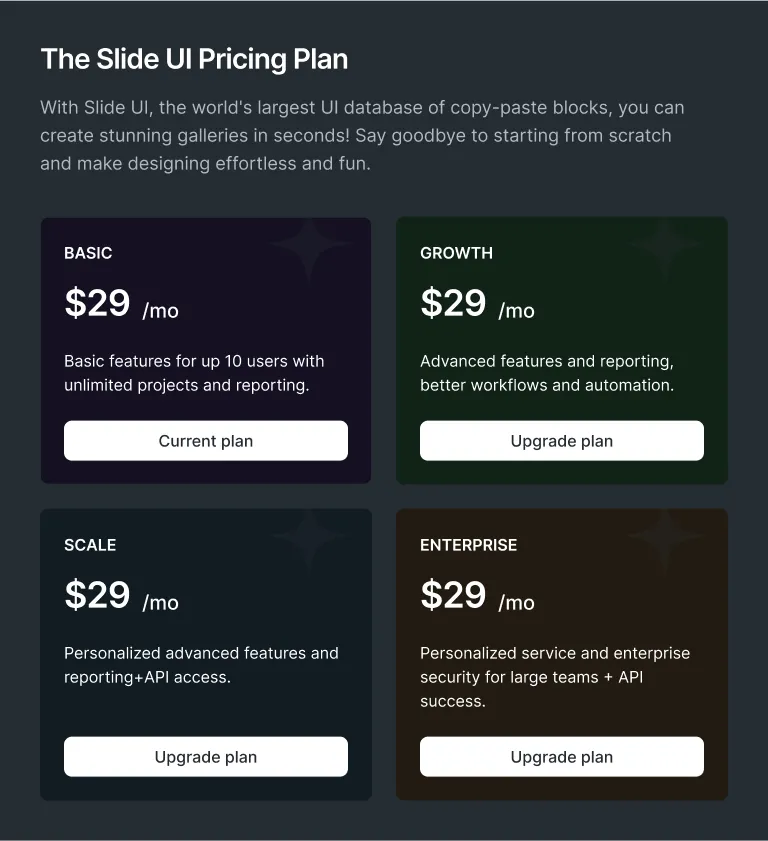 The Slide UI Pricing Plan
With Slide UI, the world's largest UI database of copy-paste blocks, you can
create stunning galleries in seconds! Say goodbye to starting from scratch
and make designing effortless and fun.
BASIC
$29 /mo
Basic features for up 10 users with
unlimited projects and reporting.
Current plan
GROWTH
$29 /mo
Advanced features and reporting,
better workflows and automation.
Upgrade plan
SCALE
$29 /mo
Personalized advanced features and
reporting+API access.
Upgrade plan
ENTERPRISE
$29 /mo
Personalized service and enterprise
security for large teams + API
success.
Upgrade plan